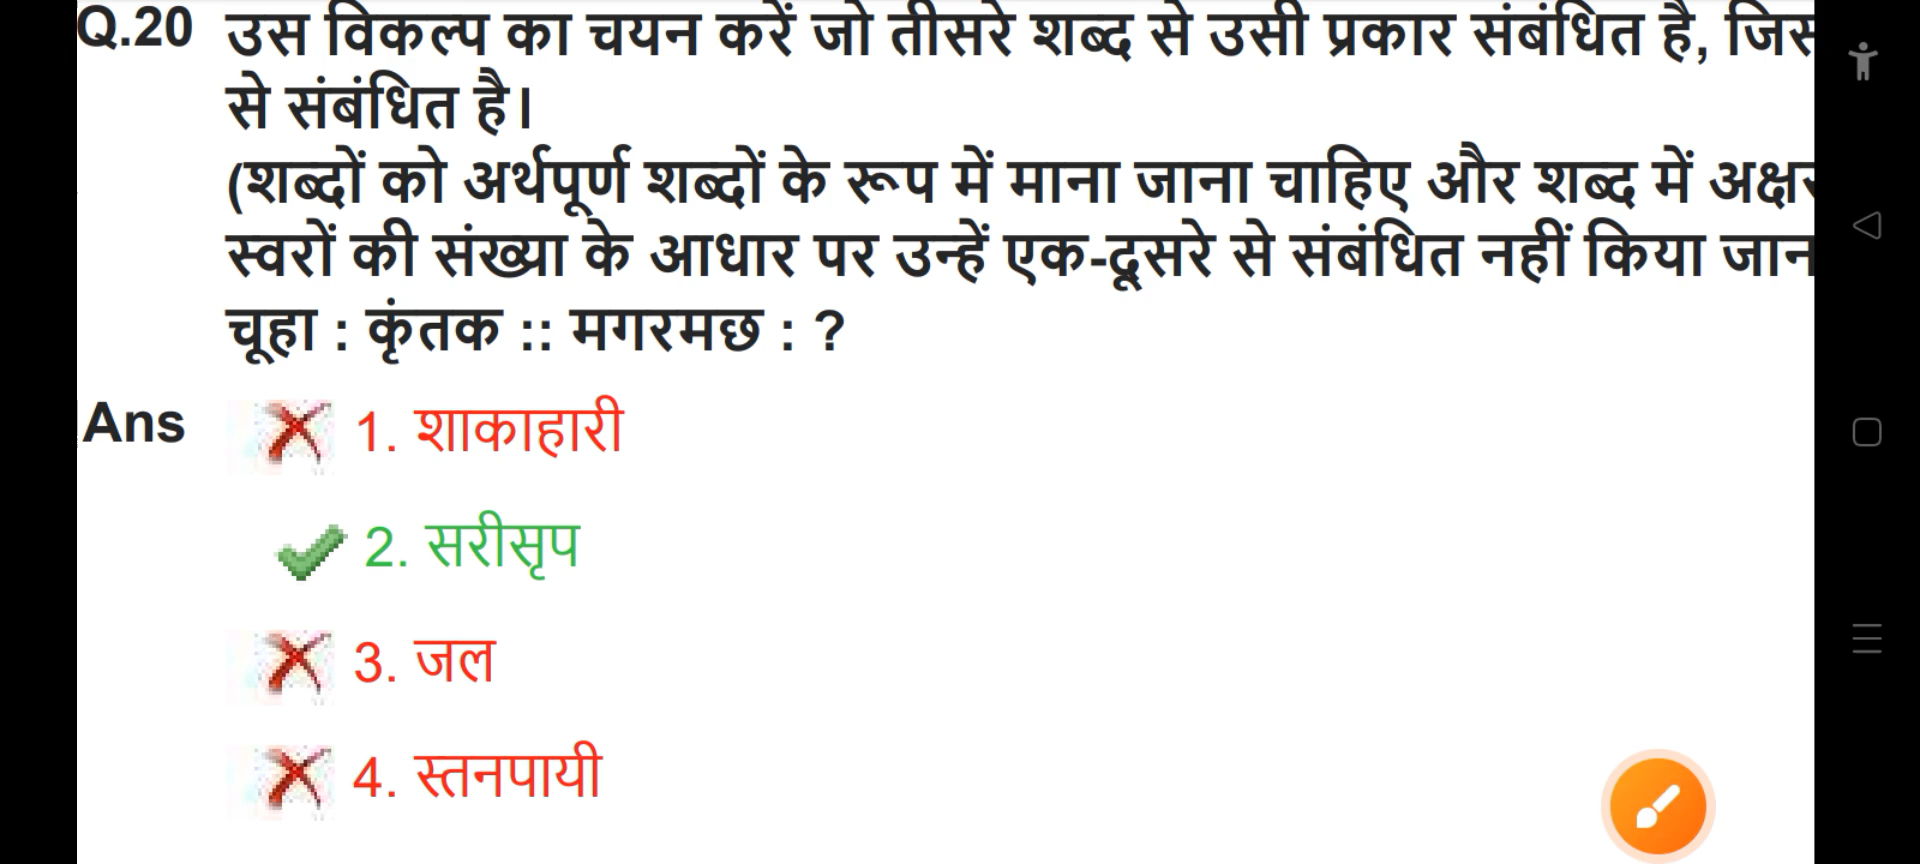 Q.20 उस विकल्प का चयन करें जो तीसरे शब्द से उसी प्रकार संबंधित है, जिस
से संबंधित है।
(शब्दों को अर्थपूर्ण शब्दों के रूप में माना जाना चाहिए और शब्द में
स्वरों की संख्या के आधार पर उन्हें एक-दूसरे से संबंधित नहीं किया
चूहा : कृंतक :: मगरमछ : ?
Ans 1. शाकाहारी
2. सरीसृप
3. जल
4. स्तनपायी